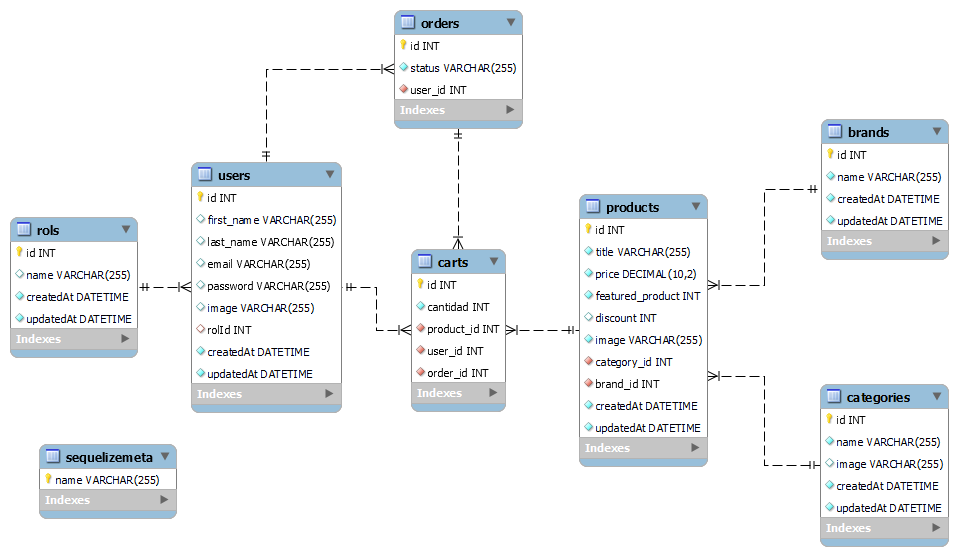 orders
id INT
status VARCHAR(255)
user_id INT
Indexes
brands
id INT
name VARCHAR(255)
createdAt DATETIME
updatedAt DATETIME
Indexes
users
id INT
first_name VARCHAR(255)
last_name VARCHAR(255)
email VARCHAR(255)
password VARCHAR(255)
image VARCHAR(255)
rolId INT
createdAt DATETIME
updatedAt DATETIME
Indexes
products
id INT
title VARCHAR(255)
price DECIMAL(10,2)
featured_product INT
discount INT
image VARCHAR(255)
category_id INT
brand_id INT
createdAt DATETIME
updatedAt DATETIME
Indexes
rols
id INT
name VARCHAR(255)
createdAt DATETIME
updatedAt DATETIME
Indexes
carts
id INT
cantidad INT
product_id INT
user_id INT
order_id INT
Indexes
categories
id INT
name VARCHAR(255)
image VARCHAR(255)
createdAt DATETIME
updatedAt DATETIME
Indexes
sequelizemeta
name VARCHAR(255)
Indexes